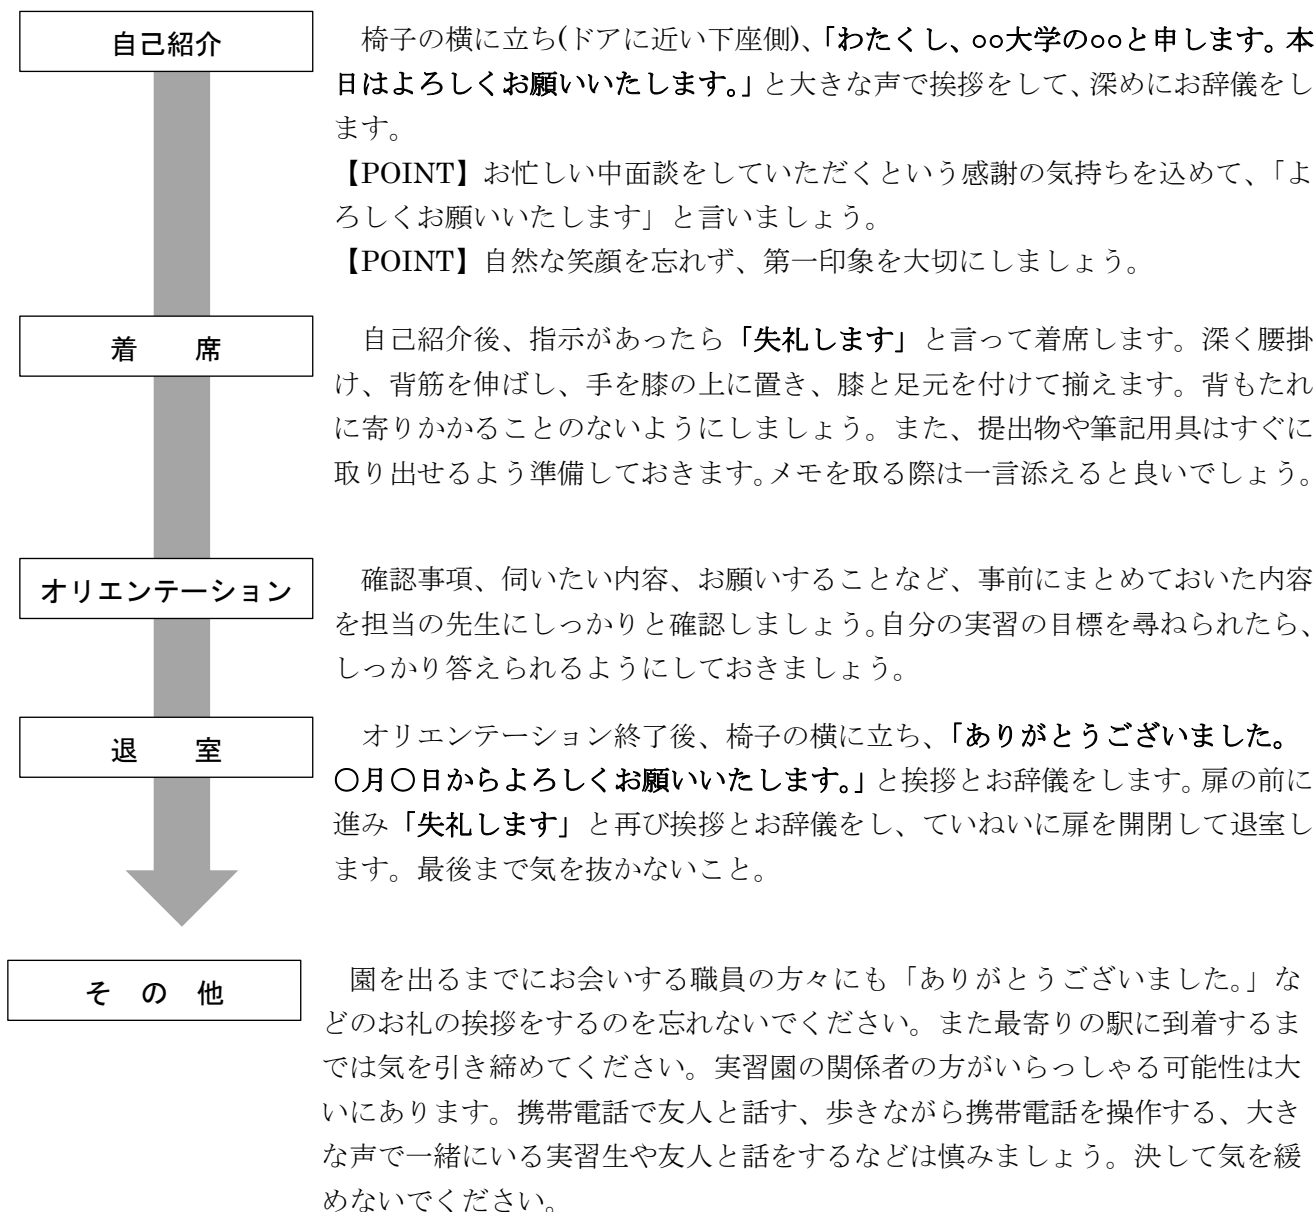 自己紹介
椅子の横に立ち(ドアに近い下座側)、「わたくし、○○大学の○○と申します。本
日はよろしくお願いいたします。」と大きな声で挨拶をして、深めにお辞儀をし
ます。
【POINT】お忙しい中面談をしていただくという感謝の気持ちを込めて、「よ
ろしくお願いいたします」と言いましょう。
【POINT】自然な笑顔を忘れず、第一印象を大切にしましょう。
着　席
自己紹介後、指示があったら「失礼します」と言って着席します。深く腰掛
け、背筋を伸ばし、手を膝の上に置き、膝と足元を付けて揃えます。背もたれ
に寄りかかることのないようにしましょう。また、提出物や筆記用具はすぐに
取り出せるよう準備しておきます。メモを取る際は一言添えると良いでしょう。
オリエンテーション
確認事項、伺いたい内容、お願いすることなど、事前にまとめておいた内容
を担当の先生にしっかりと確認しましょう。自分の実習の目標を尋ねられたら、
しっかり答えられるようにしておきましょう。
退　室
オリエンテーション終了後、椅子の横に立ち、「ありがとうございました。
〇月〇日からよろしくお願いいたします。」と挨拶とお辞儀をします。扉の前に
進み「失礼します」と再び挨拶とお辞儀をし、ていねいに扉を開閉して退室し
ます。最後まで気を抜かないこと。
そ の 他
園を出るまでにお会いする職員の方々にも「ありがとうございました。」な
どのお礼の挨拶をするのを忘れないでください。また最寄りの駅に到着するま
では気を引き締めてください。実習園の関係者の方がいらっしゃる可能性は大
いにあります。携帯電話で友人と話す、歩きながら携帯電話を操作する、大き
な声で一緒にいる実習生や友人と話をするなどは慎みましょう。決して気を緩
めないでください。